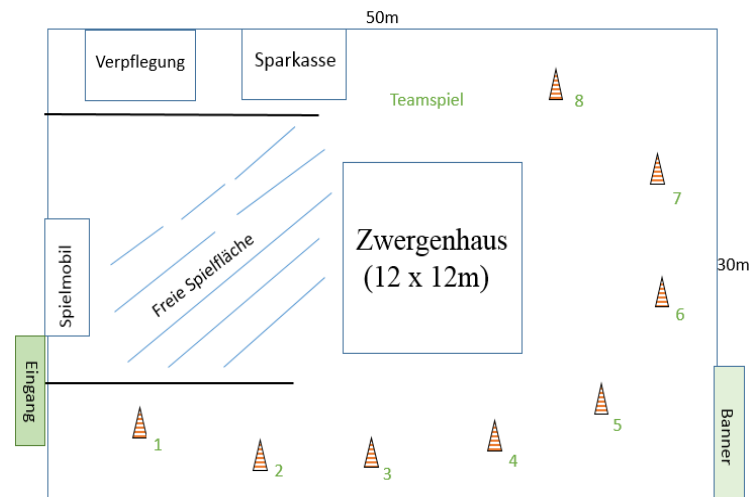 50m
Verpflegung
Sparkasse
Teamspiel
8
7
Zwergenhaus
(12 x 12m)
Freie Spielfläche
Spielmobil
30m
6
Eingang
5
Banner
1
2
3
4